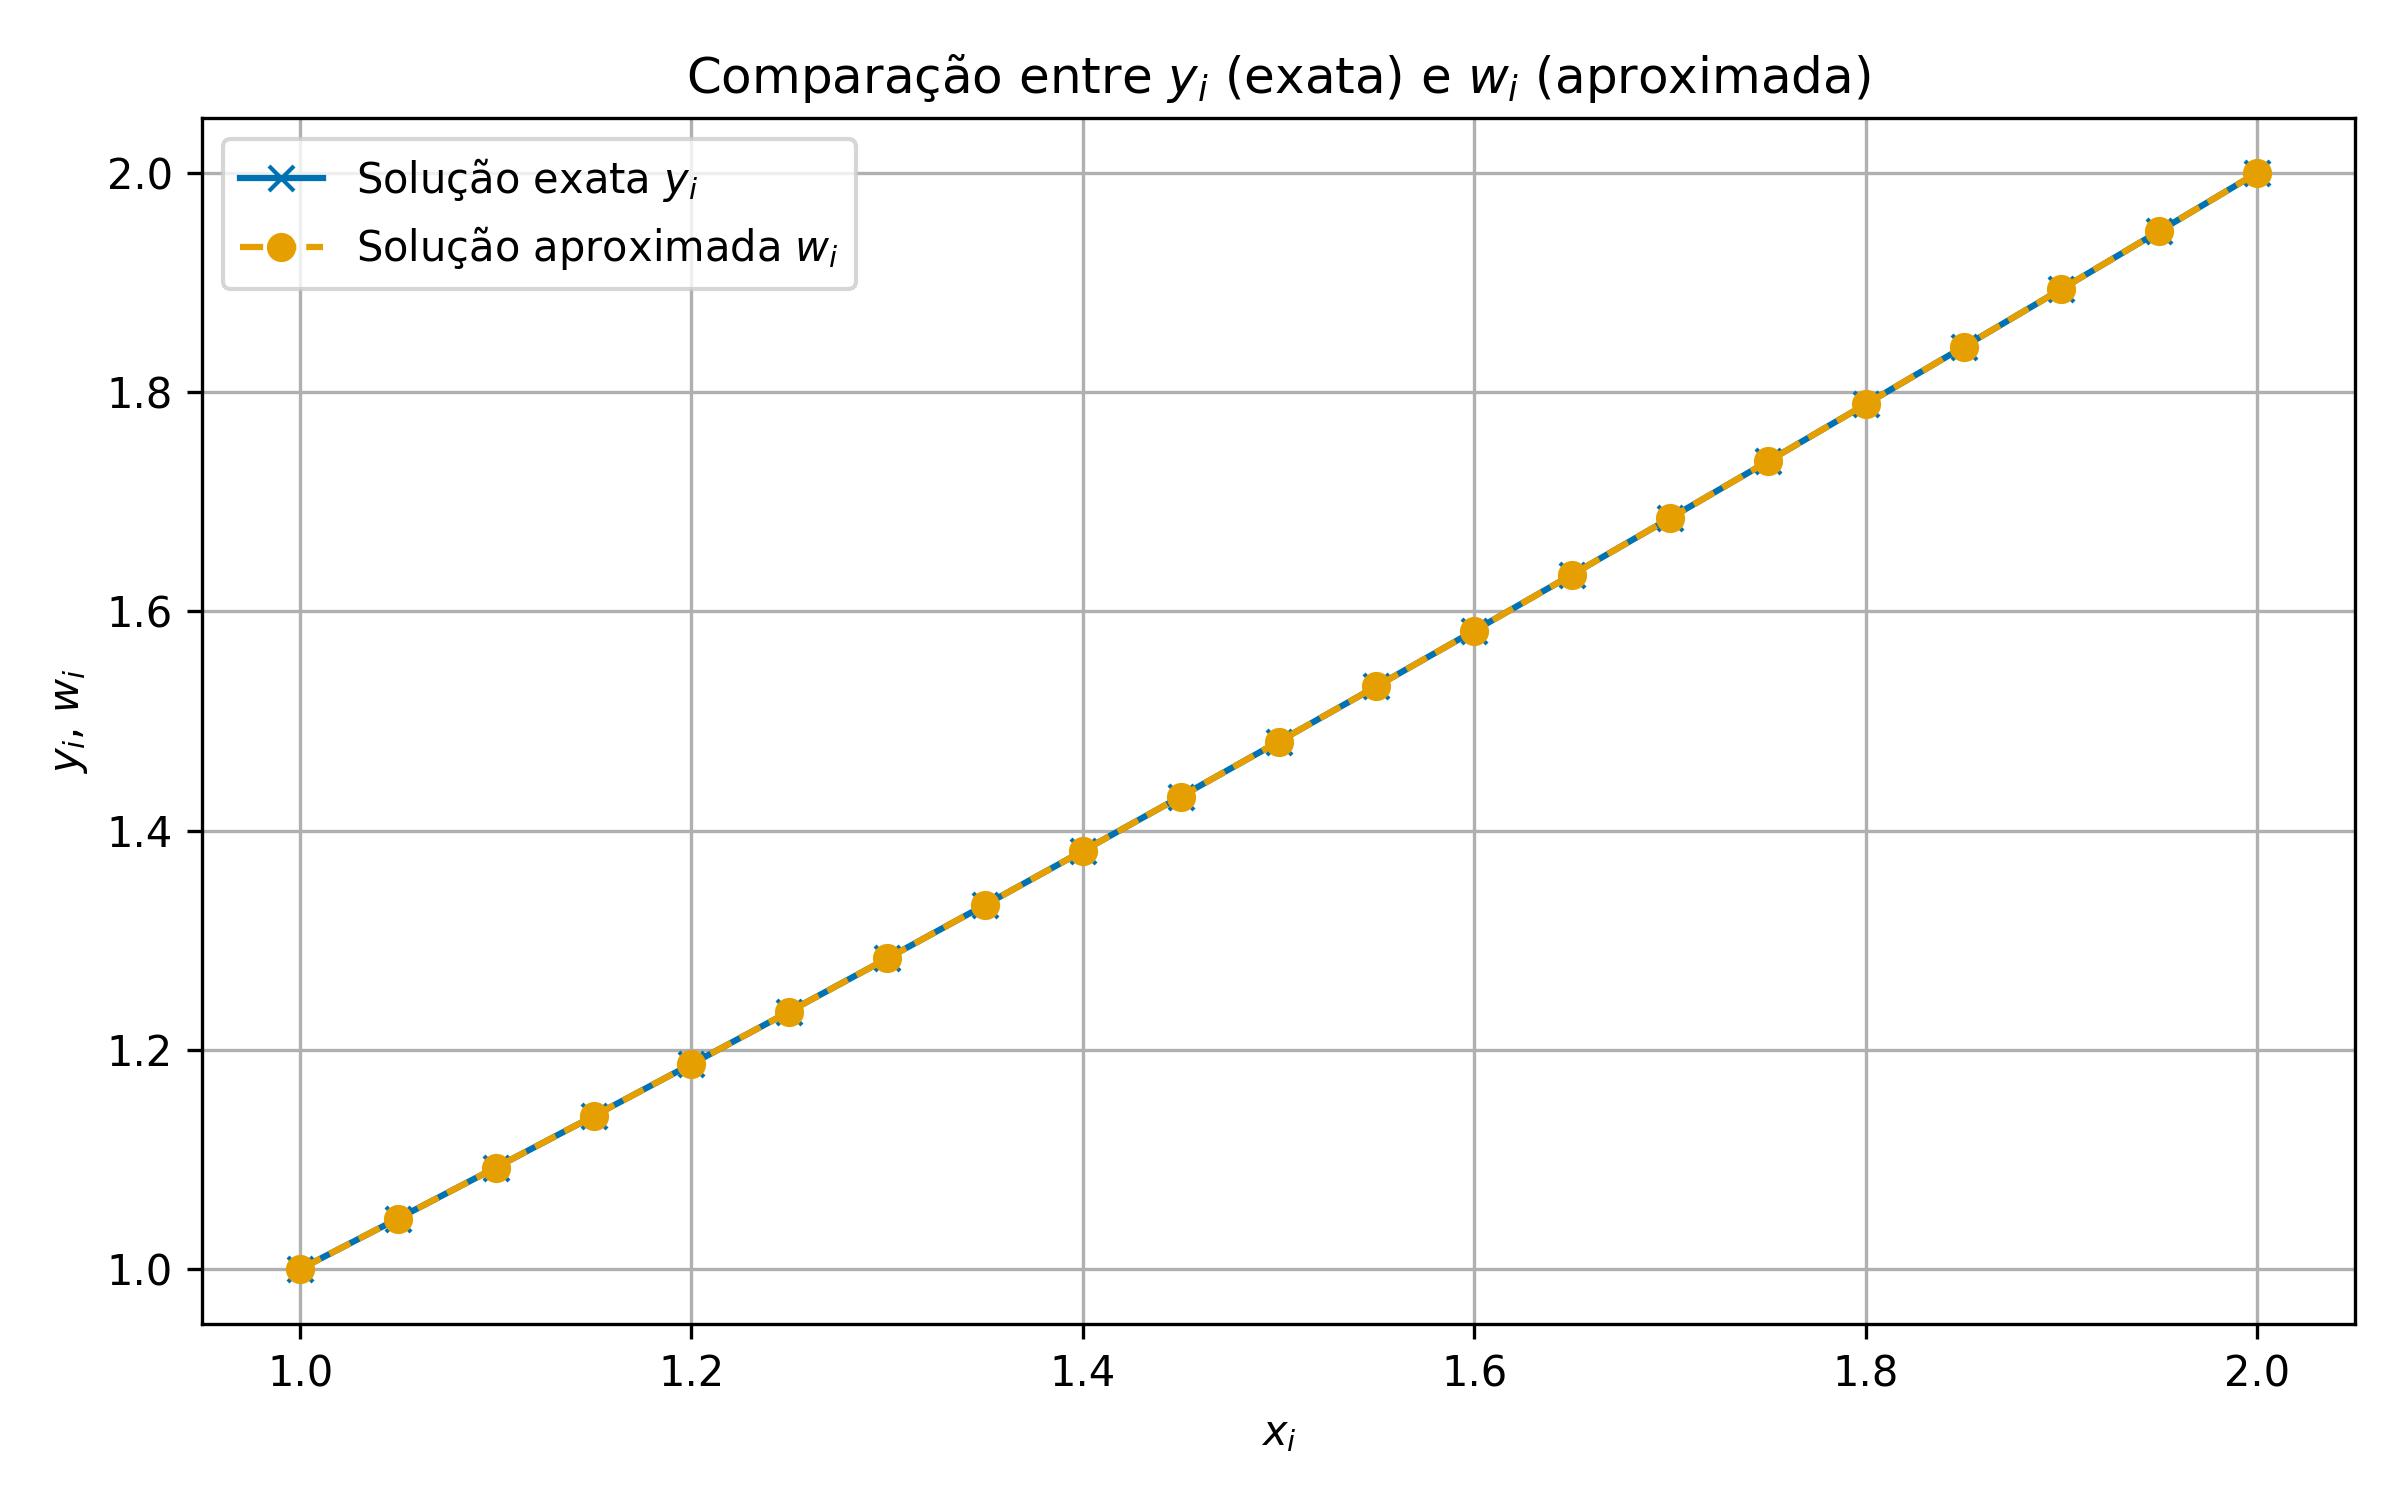 Comparação entre yᵢ (exata) e wᵢ (aproximada)
Solução exata yᵢ
Solução aproximada wᵢ
yᵢ, wᵢ
2.0
1.8
1.6
1.4
1.2
1.0
1.0 1.2 1.4 1.6 1.8 2.0
xᵢ